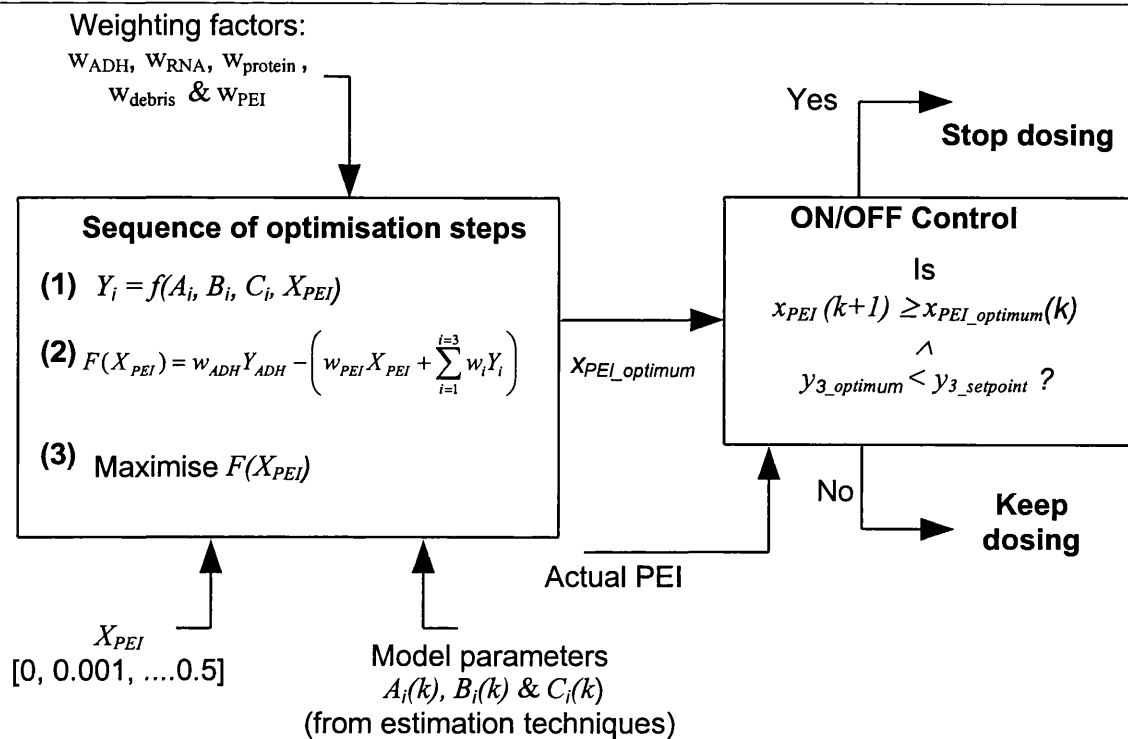 Weighting factors:
w_ADH, w_RNA, w_protein ,
w_debris & w_PEI
Yes
Stop dosing
Sequence of optimisation steps
(1) Y_i = f(A_i, B_i, C_i, X_PEI)
(2) F(X_PEI) = w_ADH Y_ADH − (w_PEI X_PEI + ∑_{i=1}^{i=3} w_i Y_i)
(3) Maximise F(X_PEI)
x_PEI_optimum
ON/OFF Control
Is
x_PEI (k+1) ≥ x_PEI_optimum(k)
^
y_3_optimum < y_3_setpoint ?
No
Keep
dosing
Actual PEI
X_PEI
[0, 0.001, ....0.5]
Model parameters
A_i(k), B_i(k) & C_i(k)
(from estimation techniques)